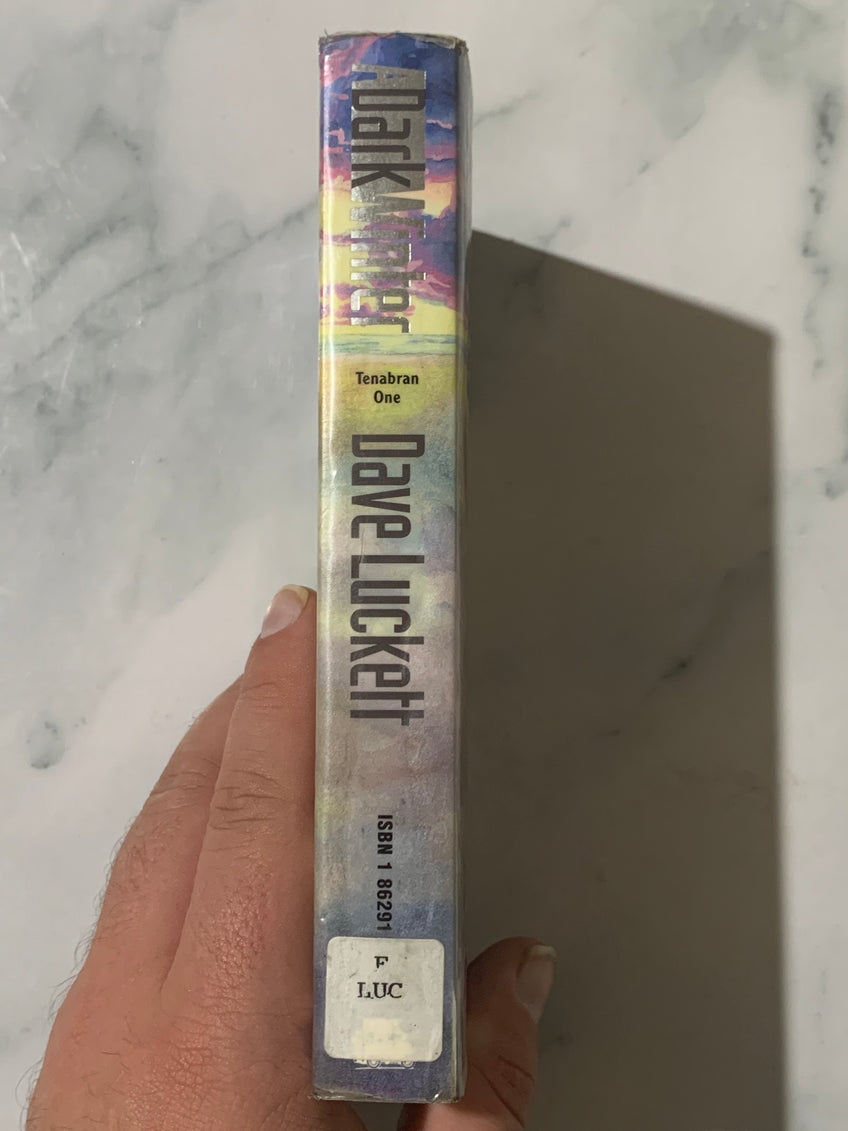 A Dark Winter
Tenabran
One
Dave Luckett
ISBN 1 86291
F
LUC